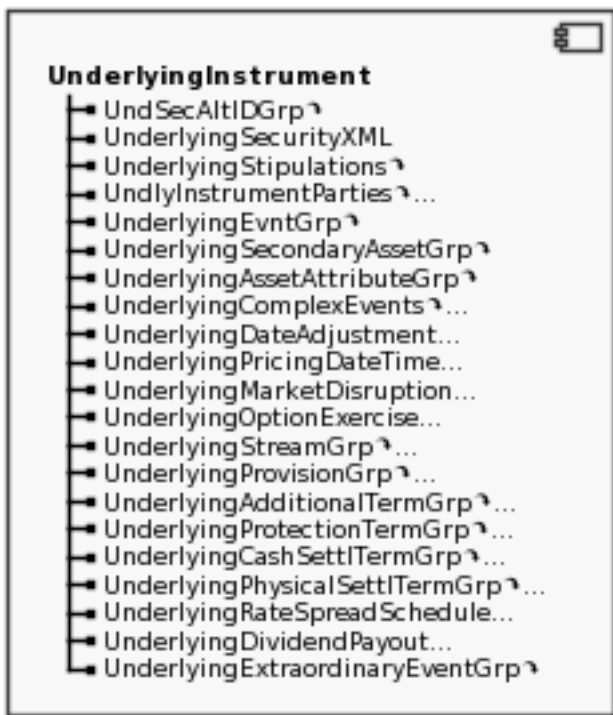 UnderlyingInstrument
UndSecAltIDGrp
UnderlyingSecurityXML
UnderlyingStipulations
UndlyInstrumentParties...
UnderlyingEvntGrp
UnderlyingSecondaryAssetGrp
UnderlyingAssetAttributeGrp
UnderlyingComplexEvents...
UnderlyingDateAdjustment...
UnderlyingPricingDateTime...
UnderlyingMarketDisruption...
UnderlyingOptionExercise...
UnderlyingStreamGrp...
UnderlyingProvisionGrp...
UnderlyingAdditionalTermGrp...
UnderlyingProtectionTermGrp...
UnderlyingCashSettlTermGrp...
UnderlyingPhysicalSettlTermGrp...
UnderlyingRateSpreadSchedule...
UnderlyingDividendPayout...
UnderlyingExtraordinaryEventGrp